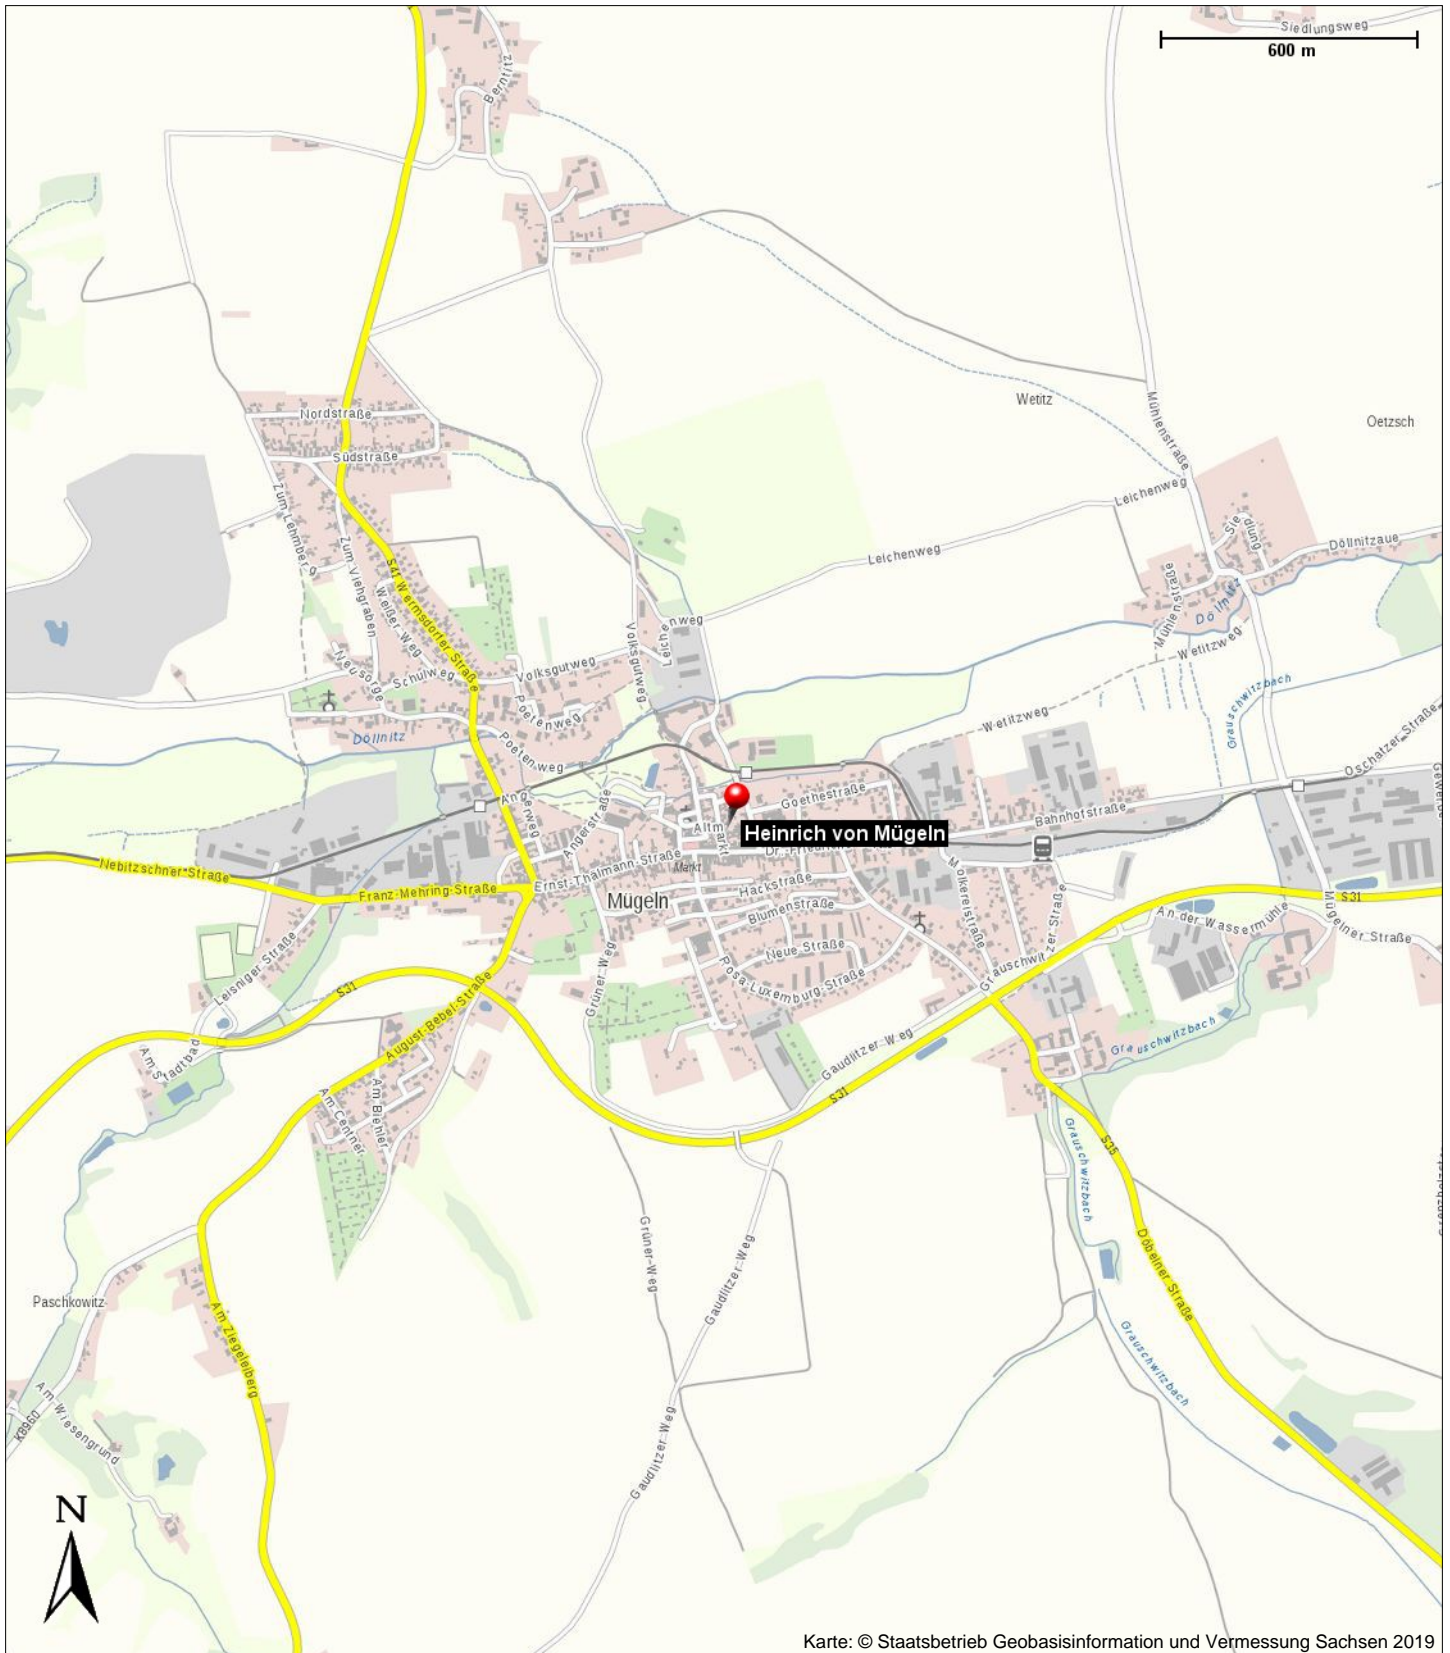 Siedlungsweg
600 m
Berntitz
Wetitz
Oetzsch
Mühlenstraße
Nordstraße
Südstraße
Leichenweg
Zum Lehmberg
Zum Viehgraben
Weißer-Weg
S41 Wermsdorfer Straße
Leichenweg
Siedlung
Döllnitzaue
Mühlenstraße
Döllnitz
Leichenweg
Volksgutweg
Wetitzweg
Neusorge
Schulweg
Volksgutweg
Poetenweg
Grauschwitzbach
Wetitzweg
Döllnitz
Poetenweg
Oschatzer-Straße
Angerweg
Angerstraße
Goethestraße
Bahnhofstraße
Altmarkt
Heinrich von Mügeln
Nebitzschner-Straße
Franz-Mehring-Straße
Ernst-Thälmann-Straße
Markt
Hackstraße
Molkereistraße
Mügeln
Blumenstraße
S31
An der Wassermühle
Mügelner Straße
Leisniger Straße
S31
August-Bebel-Straße
Grüner-Weg
Neue Straße
Rosa-Luxemburg-Straße
Grauschwitzer Straße
Am Stadtbad
Gaudlitzer-Weg
Grauschwitzbach
S31
Am Centner
Am Biehler
Grauschwitzbach
S35
Grüner-Weg
Gaudlitzer-Weg
Döbelner Straße
Paschkowitz
Am Ziegeleiberg
Grauschwitzbach
Am Wiesengrund
K8960
Gaudlitzer Weg
N
Karte: © Staatsbetrieb Geobasisinformation und Vermessung Sachsen 2019